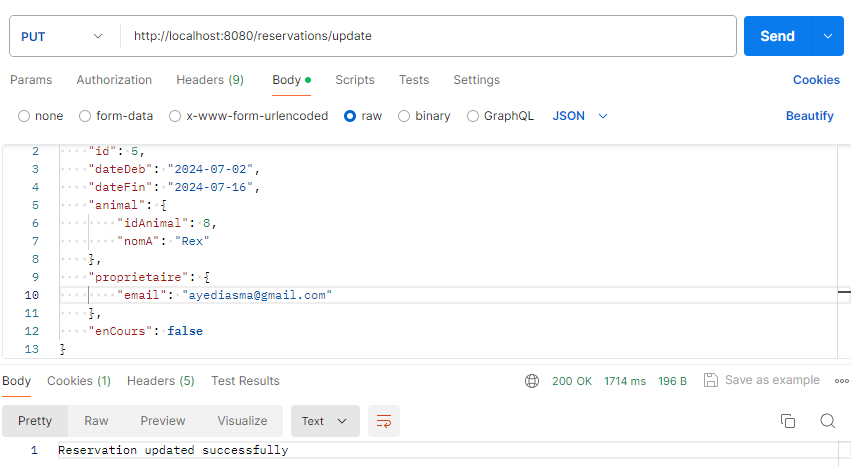 PUT http://localhost:8080/reservations/update Send
Params Authorization Headers (9) Body Scripts Tests Settings Cookies
none form-data x-www-form-urlencoded raw binary GraphQL JSON Beautify
2 "id": 5,
3 "dateDeb": "2024-07-02",
4 "dateFin": "2024-07-16",
5 "animal": {
6 "idAnimal": 8,
7 "nomA": "Rex"
8 },
9 "proprietaire": {
10 "email": "ayediasma@gmail.com"
11 },
12 "enCours": false
13 }
Body Cookies (1) Headers (5) Test Results 200 OK 1714 ms 196 B Save as example
Pretty Raw Preview Visualize Text
1 Reservation updated successfully